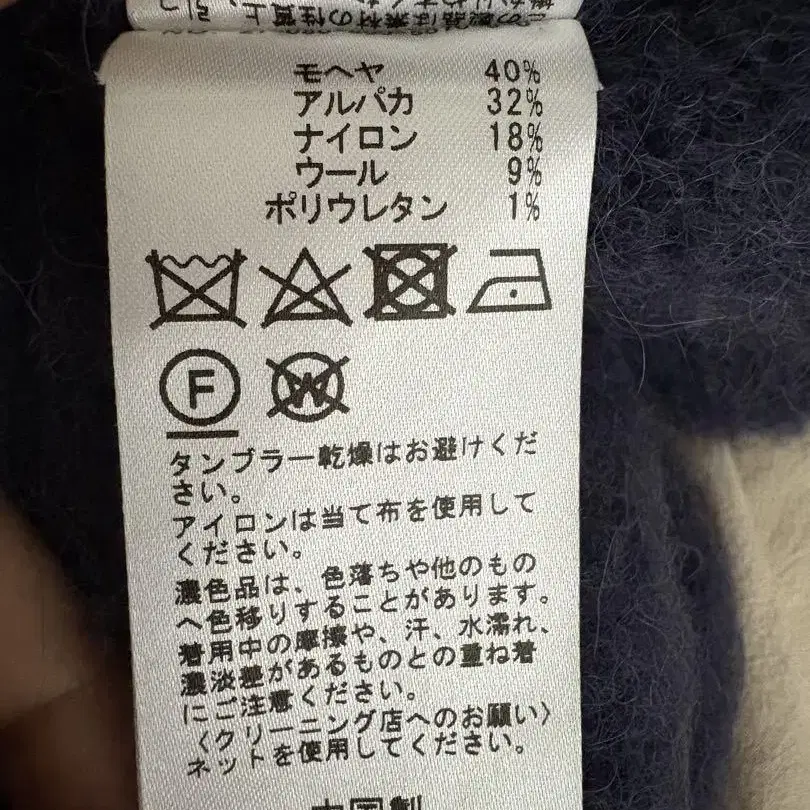 モヘヤ 40%
アルパカ 32%
ナイロン 18%
ウール 9%
ポリウレタン 1%
F W
タンブラー乾燥はお避けくだ
さい。
アイロンは当て布を使用して
ください。
濃色品は、色落ちや他のもの
へ色移りすることがあります。
着用中の摩擦や、汗、水濡れ、
濃淡差があるものとの重ね着
にご注意ください。
〈クリーニング店へのお願い〉
ネットを使用してください。